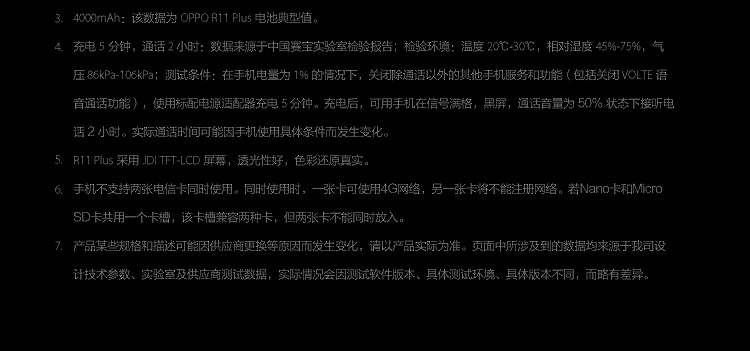 3. 4000mAh：该数据为 OPPO R11 Plus 电池典型值。
4. 充电 5 分钟，通话 2 小时：数据来源于中国赛宝实验室检验报告；检验环境：温度 20℃-30℃，相对湿度 45%-75%，气
压 86kPa-106kPa；测试条件：在手机电量为 1% 的情况下，关闭除通话以外的其他手机服务和功能（包括关闭 VOLTE 语
音通话功能），使用标配电源适配器充电 5 分钟。充电后，可用手机在信号满格，黑屏，通话音量为 50% 状态下接听电
话 2 小时。实际通话时间可能因手机使用具体条件而发生变化。
5. R11 Plus 采用 JDI TFT-LCD 屏幕，透光性好，色彩还原真实。
6. 手机不支持两张电信卡同时使用。同时使用时，一张卡可使用4G网络，另一张卡将不能注册网络。若Nano卡和Micro
SD卡共用一个卡槽，该卡槽兼容两种卡，但两张卡不能同时放入。
7. 产品某些规格和描述可能因供应商更换等原因而发生变化，请以产品实际为准。页面中所涉及到的数据均来源于我司设
计技术参数、实验室及供应商测试数据，实际情况会因测试软件版本、具体测试环境、具体版本不同，而略有差异。